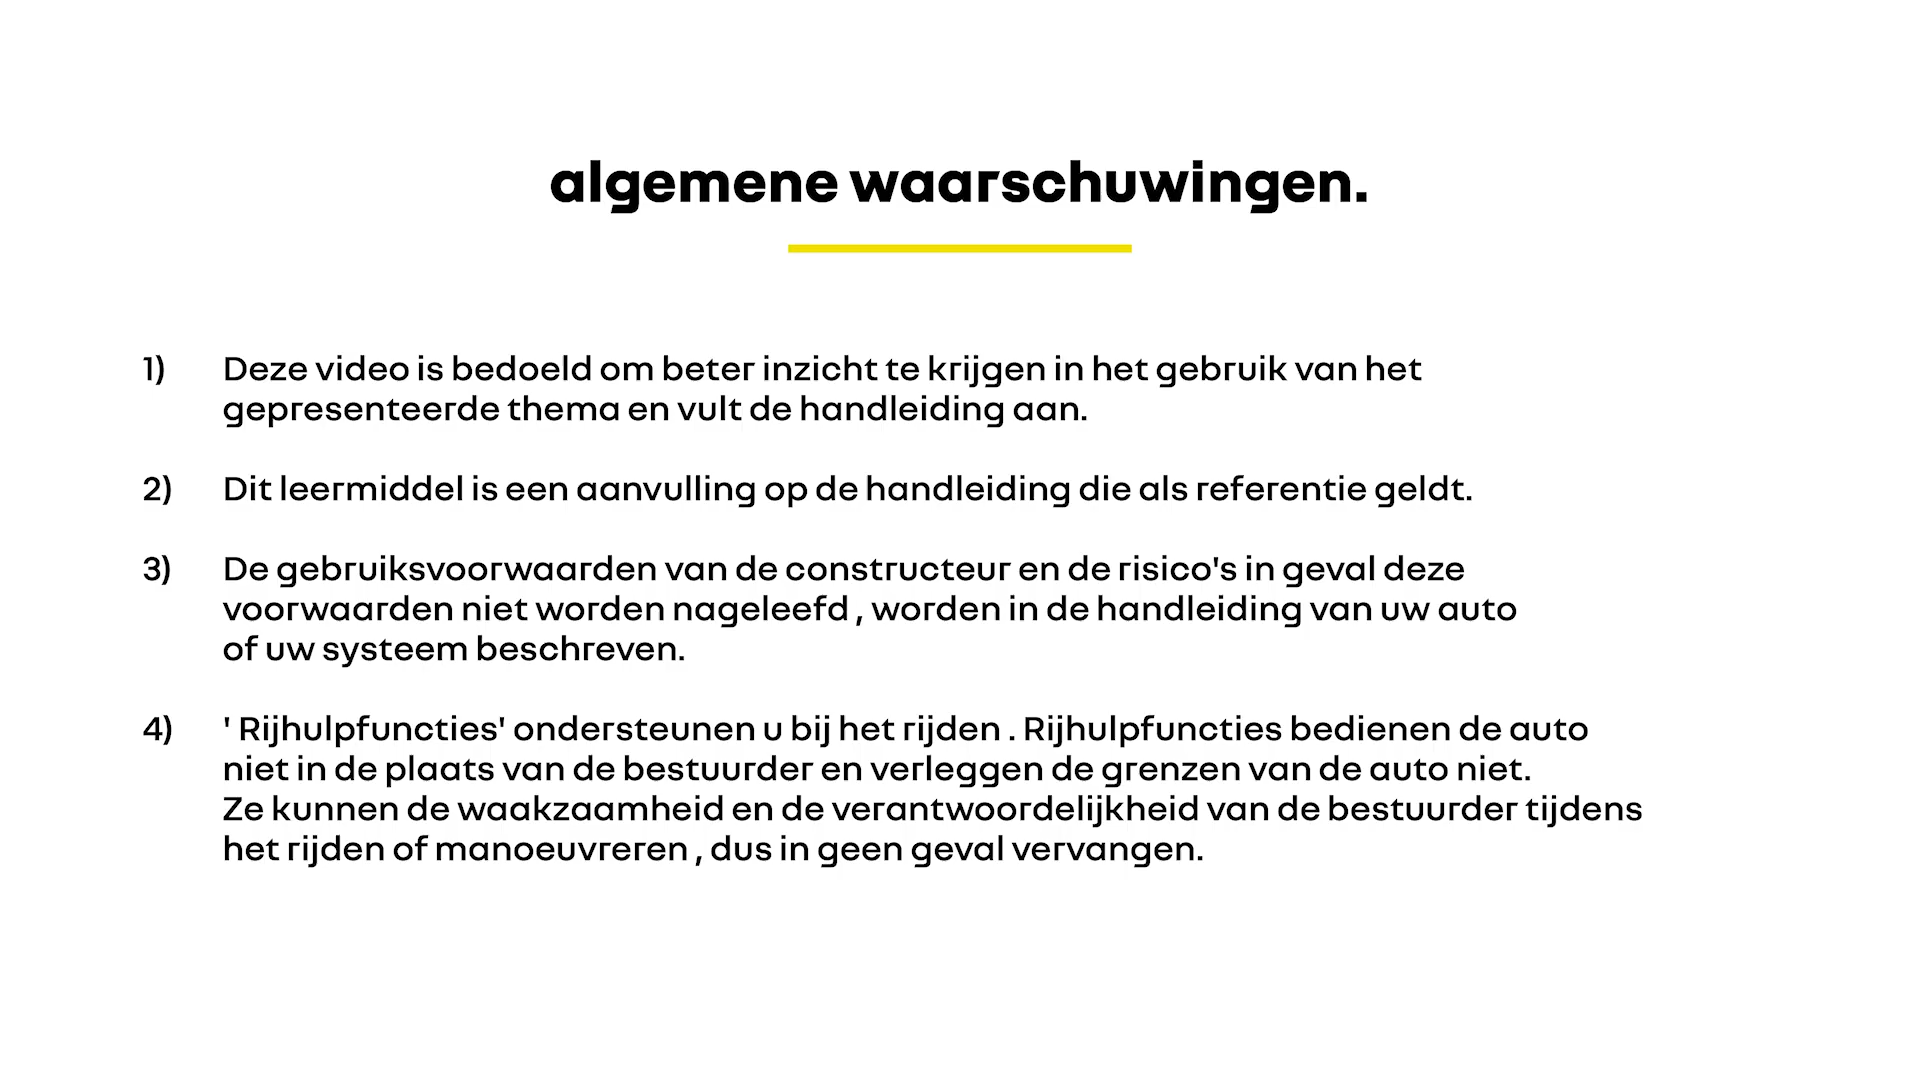 algemene waarschuwingen.
1) Deze video is bedoeld om beter inzicht te krijgen in het gebruik van het
gepresenteerde thema en vult de handleiding aan.
2) Dit leermiddel is een aanvulling op de handleiding die als referentie geldt.
3) De gebruiksvoorwaarden van de constructeur en de risico's in geval deze
voorwaarden niet worden nageleefd , worden in de handleiding van uw auto
of uw systeem beschreven.
4) ' Rijhulpfuncties' ondersteunen u bij het rijden . Rijhulpfuncties bedienen de auto
niet in de plaats van de bestuurder en verleggen de grenzen van de auto niet.
Ze kunnen de waakzaamheid en de verantwoordelijkheid van de bestuurder tijdens
het rijden of manoeuvreren , dus in geen geval vervangen.